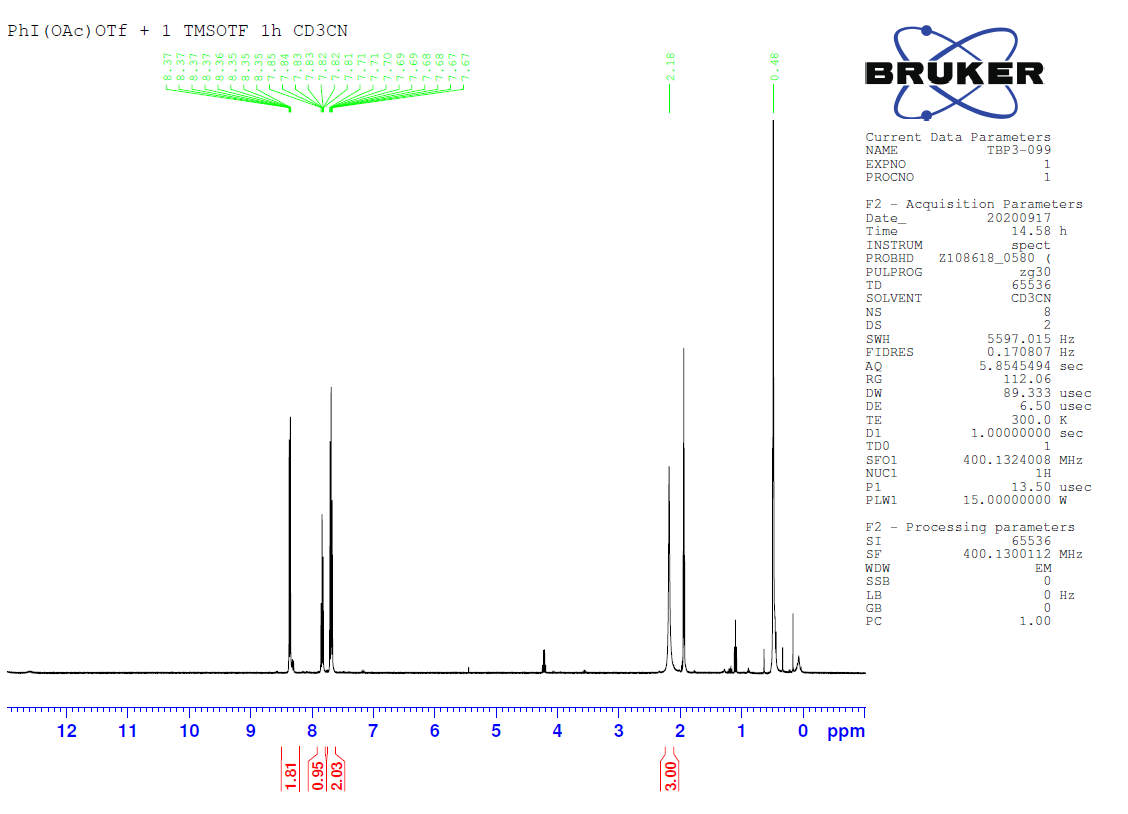 PhI(OAc)OTf + 1 TMSOTF 1h CD3CN
8.37
8.37
8.37
8.37
8.36
8.35
8.35
8.35
7.85
7.84
7.83
7.83
7.82
7.82
7.81
7.71
7.71
7.70
7.69
7.69
7.68
7.68
7.67
7.67
2.18
0.48
BRUKER
Current Data Parameters
NAME TBP3-099
EXPNO 1
PROCNO 1
F2 - Acquisition Parameters
Date_ 20200917
Time 14.58 h
INSTRUM spect
PROBHD Z108618_0580 (
PULPROG zg30
TD 65536
SOLVENT CD3CN
NS 8
DS 2
SWH 5597.015 Hz
FIDRES 0.170807 Hz
AQ 5.8545494 sec
RG 112.06
DW 89.333 usec
DE 6.50 usec
TE 300.0 K
D1 1.00000000 sec
TD0 1
SFO1 400.1324008 MHz
NUC1 1H
P1 13.50 usec
PLW1 15.00000000 W
F2 - Processing parameters
SI 65536
SF 400.1300112 MHz
WDW EM
SSB 0
LB 0 Hz
GB 0
PC 1.00
12 11 10 9 8 7 6 5 4 3 2 1 0 ppm
1.81
0.95
2.03
3.00